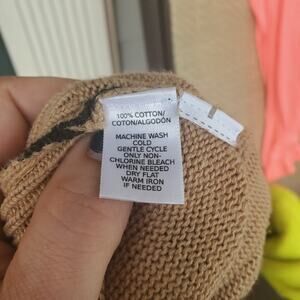 100% COTTON/
COTON/ALGODÓN
MACHINE WASH
COLD
GENTLE CYCLE
ONLY NON-
CHLORINE BLEACH
WHEN NEEDED
DRY FLAT
WARM IRON
IF NEEDED